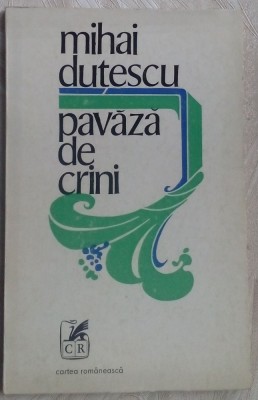 mihai
dutescu
pavăză
de
crini
CR
cartea românească